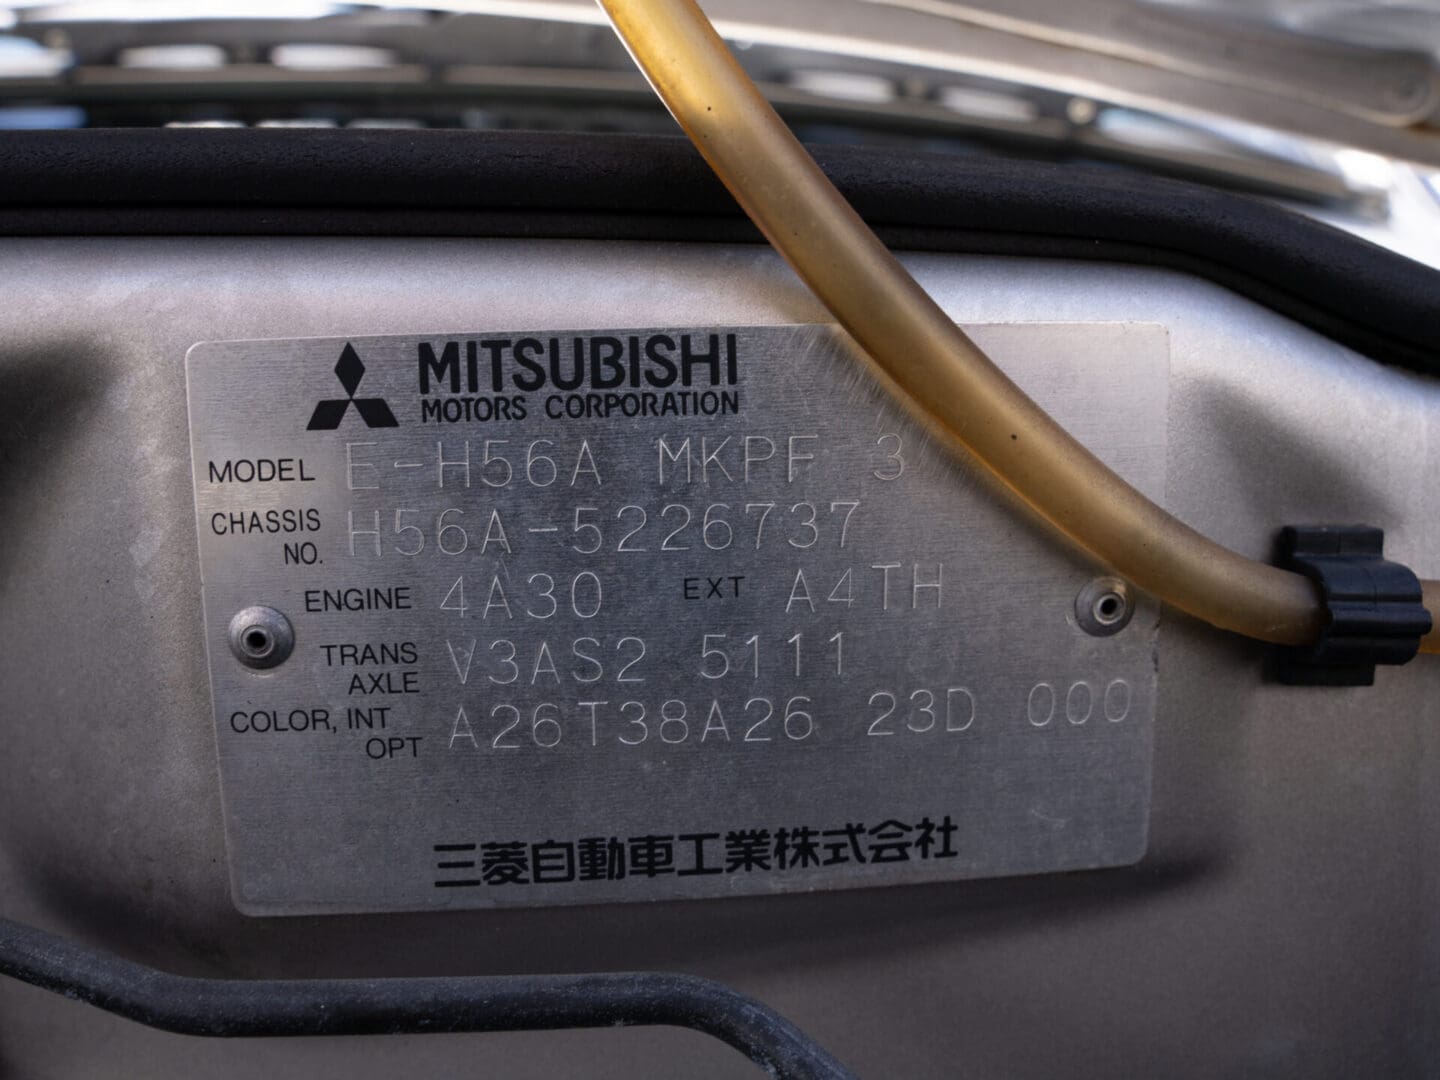 MITSUBISHI
MOTORS CORPORATION
MODEL E-H56A MKPF 3
CHASSIS NO. H56A-5226737
ENGINE 4A30 EXT A4TH
TRANS AXLE V3AS2 5111
COLOR, INT OPT A26T38A26 23D 000
三菱自動車工業株式会社